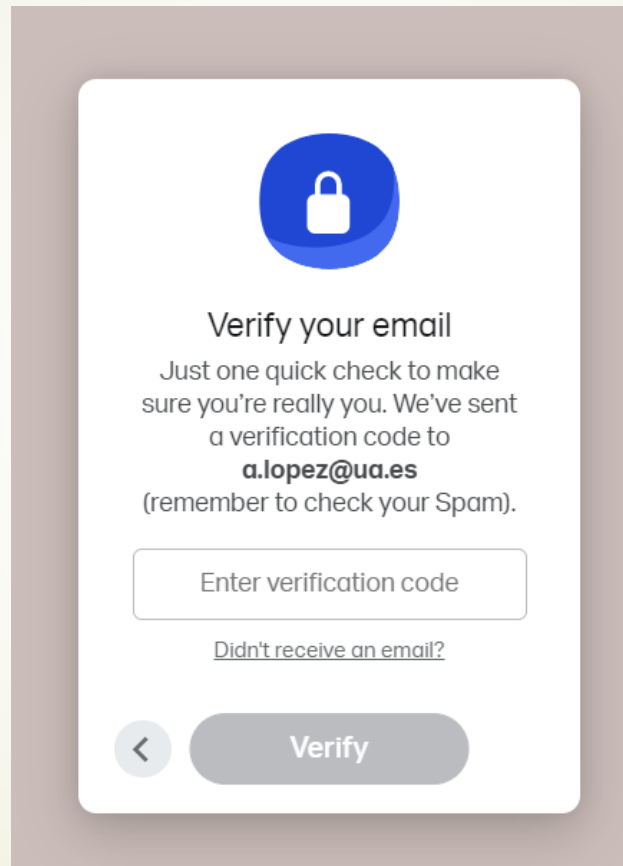 Verify your email
Just one quick check to make
sure you're really you. We've sent
a verification code to
a.lopez@ua.es
(remember to check your Spam).
Enter verification code
Didn't receive an email?
Verify